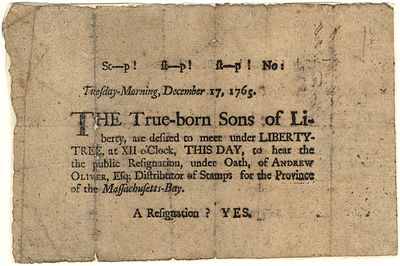 St—p! st—p! st—p! No:
Tuesday-Morning, December 17, 1765.
THE True-born Sons of Li-
berty, are desired to meet under LIBERTY-
TREE, at XII o'Clock, THIS DAY, to hear the
the public Resignation, under Oath, of ANDREW
OLIVER, Esq; Distributor of Stamps for the Province
of the Massachusetts-Bay.
A Resignation? YES.